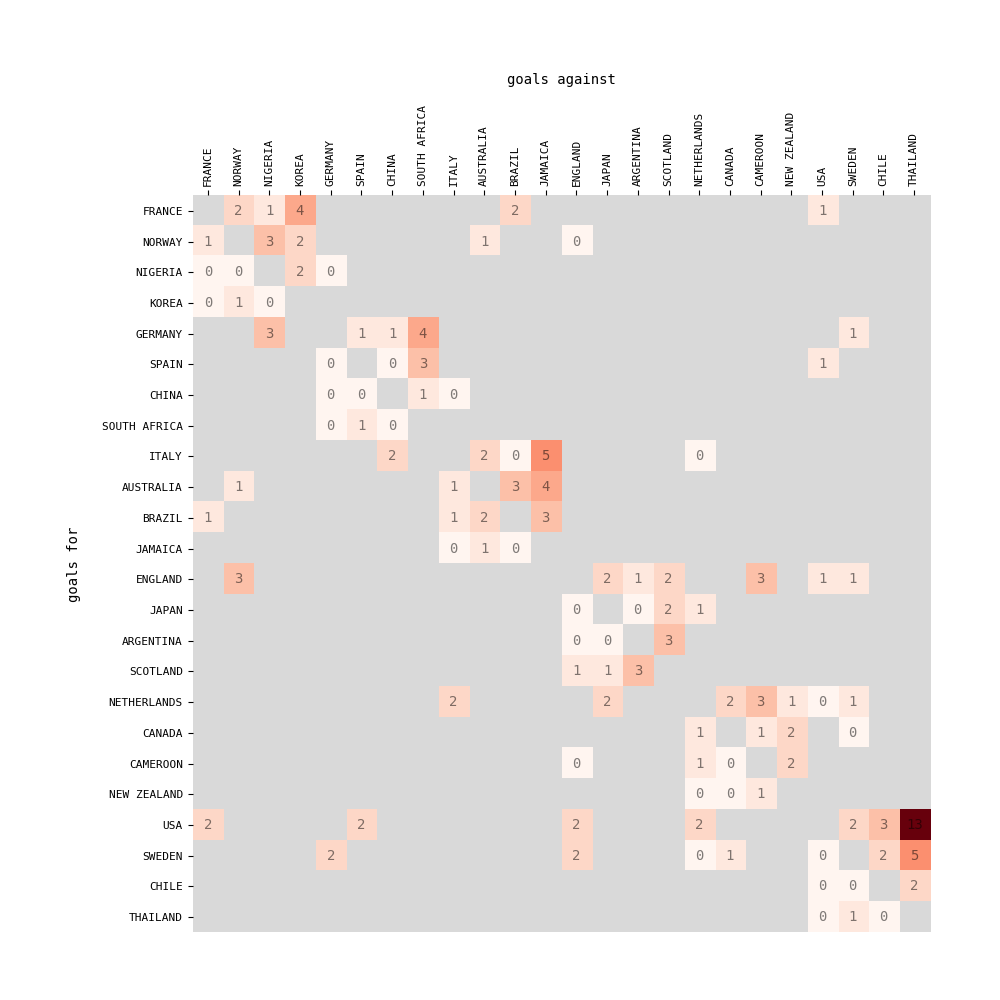 goals against
FRANCE NORWAY NIGERIA KOREA GERMANY SPAIN CHINA SOUTH AFRICA ITALY AUSTRALIA BRAZIL JAMAICA ENGLAND JAPAN ARGENTINA SCOTLAND NETHERLANDS CANADA CAMEROON NEW ZEALAND USA SWEDEN CHILE THAILAND
goals for
FRANCE 2 1 4 2 1
NORWAY 1 3 2 1 0
NIGERIA 0 0 2 0
KOREA 0 1 0
GERMANY 3 1 1 4 1
SPAIN 0 0 3 1
CHINA 0 0 1 0
SOUTH AFRICA 0 1 0
ITALY 2 2 0 5 0
AUSTRALIA 1 1 3 4
BRAZIL 1 1 2 3
JAMAICA 0 1 0
ENGLAND 3 2 1 2 3 1 1
JAPAN 0 0 2 1
ARGENTINA 0 0 3
SCOTLAND 1 1 3
NETHERLANDS 2 2 2 3 1 0 1
CANADA 1 1 2 0
CAMEROON 0 1 0 2
NEW ZEALAND 0 0 1
USA 2 2 2 2 2 3 13
SWEDEN 2 2 0 1 0 2 5
CHILE 0 0 2
THAILAND 0 1 0